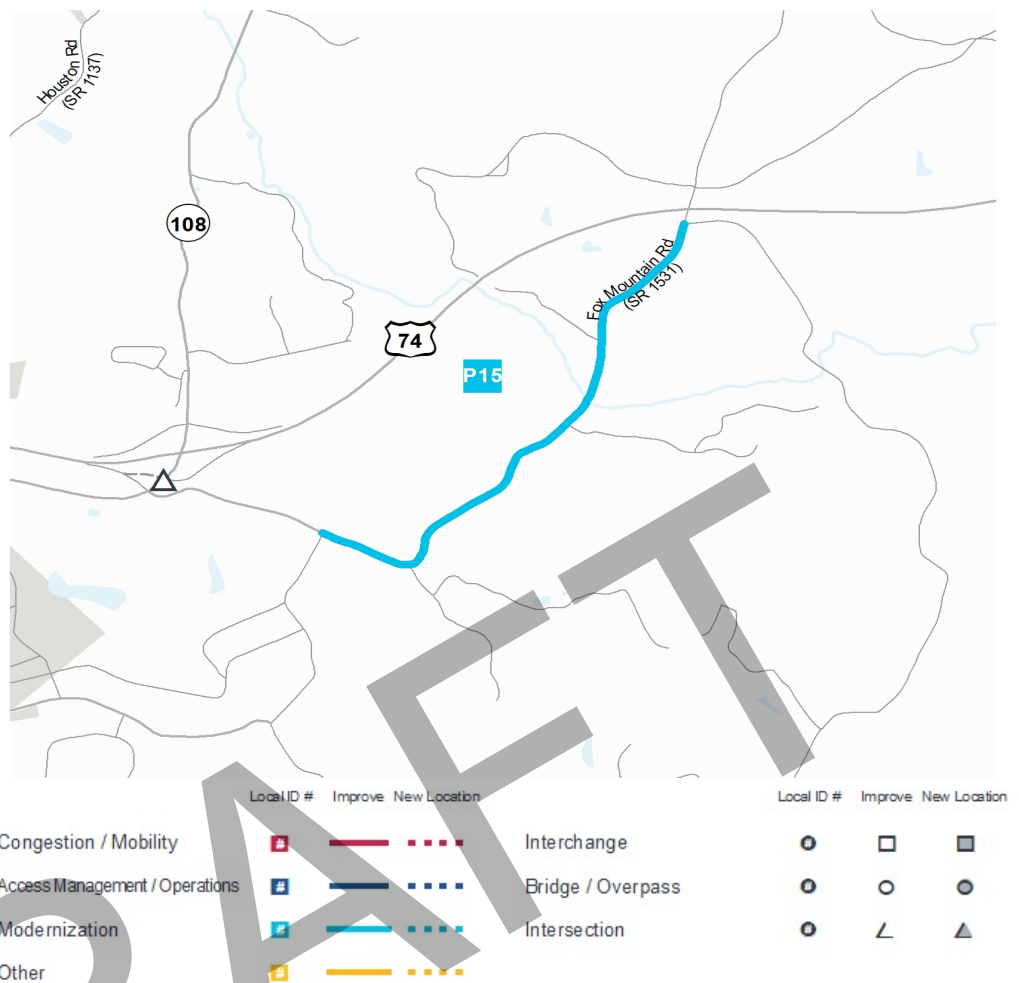 Houston Rd
(SR 1137)
108
Fox Mountain Rd
(SR 1531)
74
P15
Local ID # Improve New Location
Local ID # Improve New Location
Congestion / Mobility #
Interchange #
Access Management / Operations #
Bridge / Overpass #
Modernization #
Intersection #
Other #
DRAFT